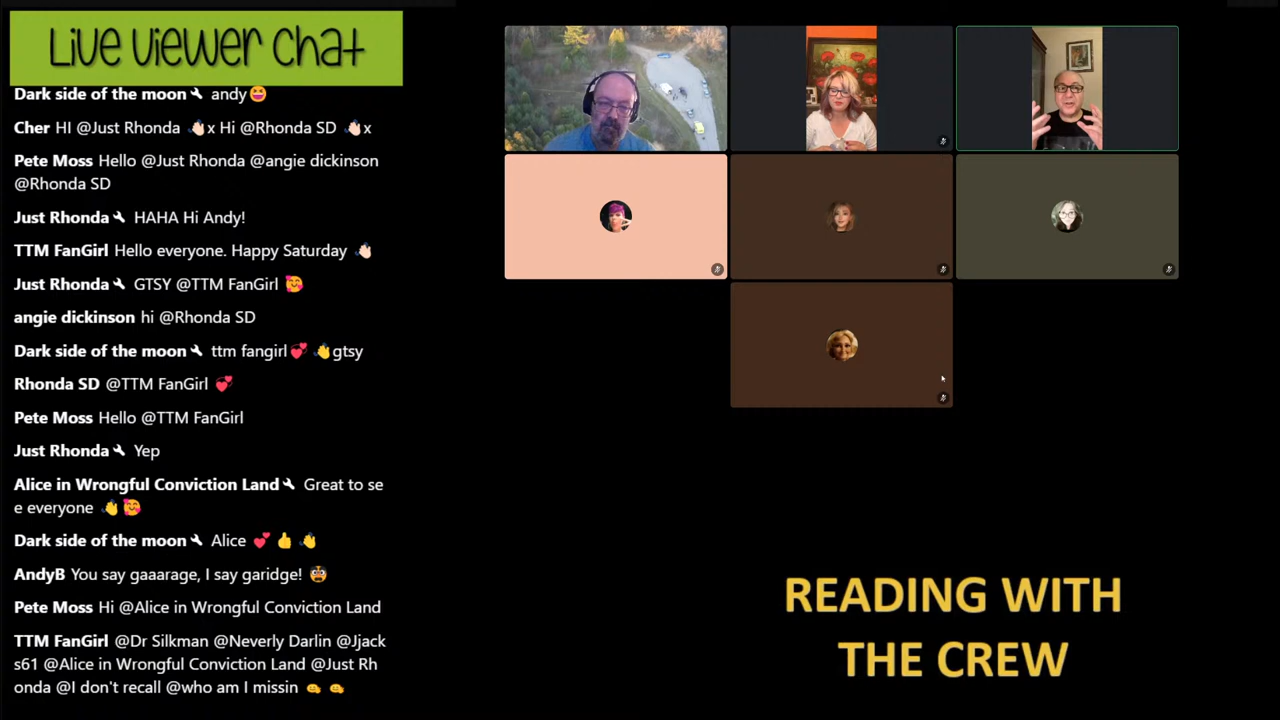 Live Viewer Chat
Dark side of the moon andy😆
Cher HI @Just Rhonda 👋🏻x Hi @Rhonda SD 👋🏻x
Pete Moss Hello @Just Rhonda @angie dickinson
@Rhonda SD
Just Rhonda HAHA Hi Andy!
TTM FanGirl Hello everyone. Happy Saturday 👋🏻
Just Rhonda GTSY @TTM FanGirl 🥰
angie dickinson hi @Rhonda SD
Dark side of the moon ttm fangirl💞 👋gtsy
Rhonda SD @TTM FanGirl 💞
Pete Moss Hello @TTM FanGirl
Just Rhonda Yep
Alice in Wrongful Conviction Land Great to se
e everyone 👋 🥰
Dark side of the moon Alice 💕 👍 👋
AndyB You say gaaarage, I say garidge! 
Pete Moss Hi @Alice in Wrongful Conviction Land
TTM FanGirl @Dr Silkman @Neverly Darlin @Jjack
s61 @Alice in Wrongful Conviction Land @Just Rh
onda @I don't recall @who am I missin
READING WITH
THE CREW